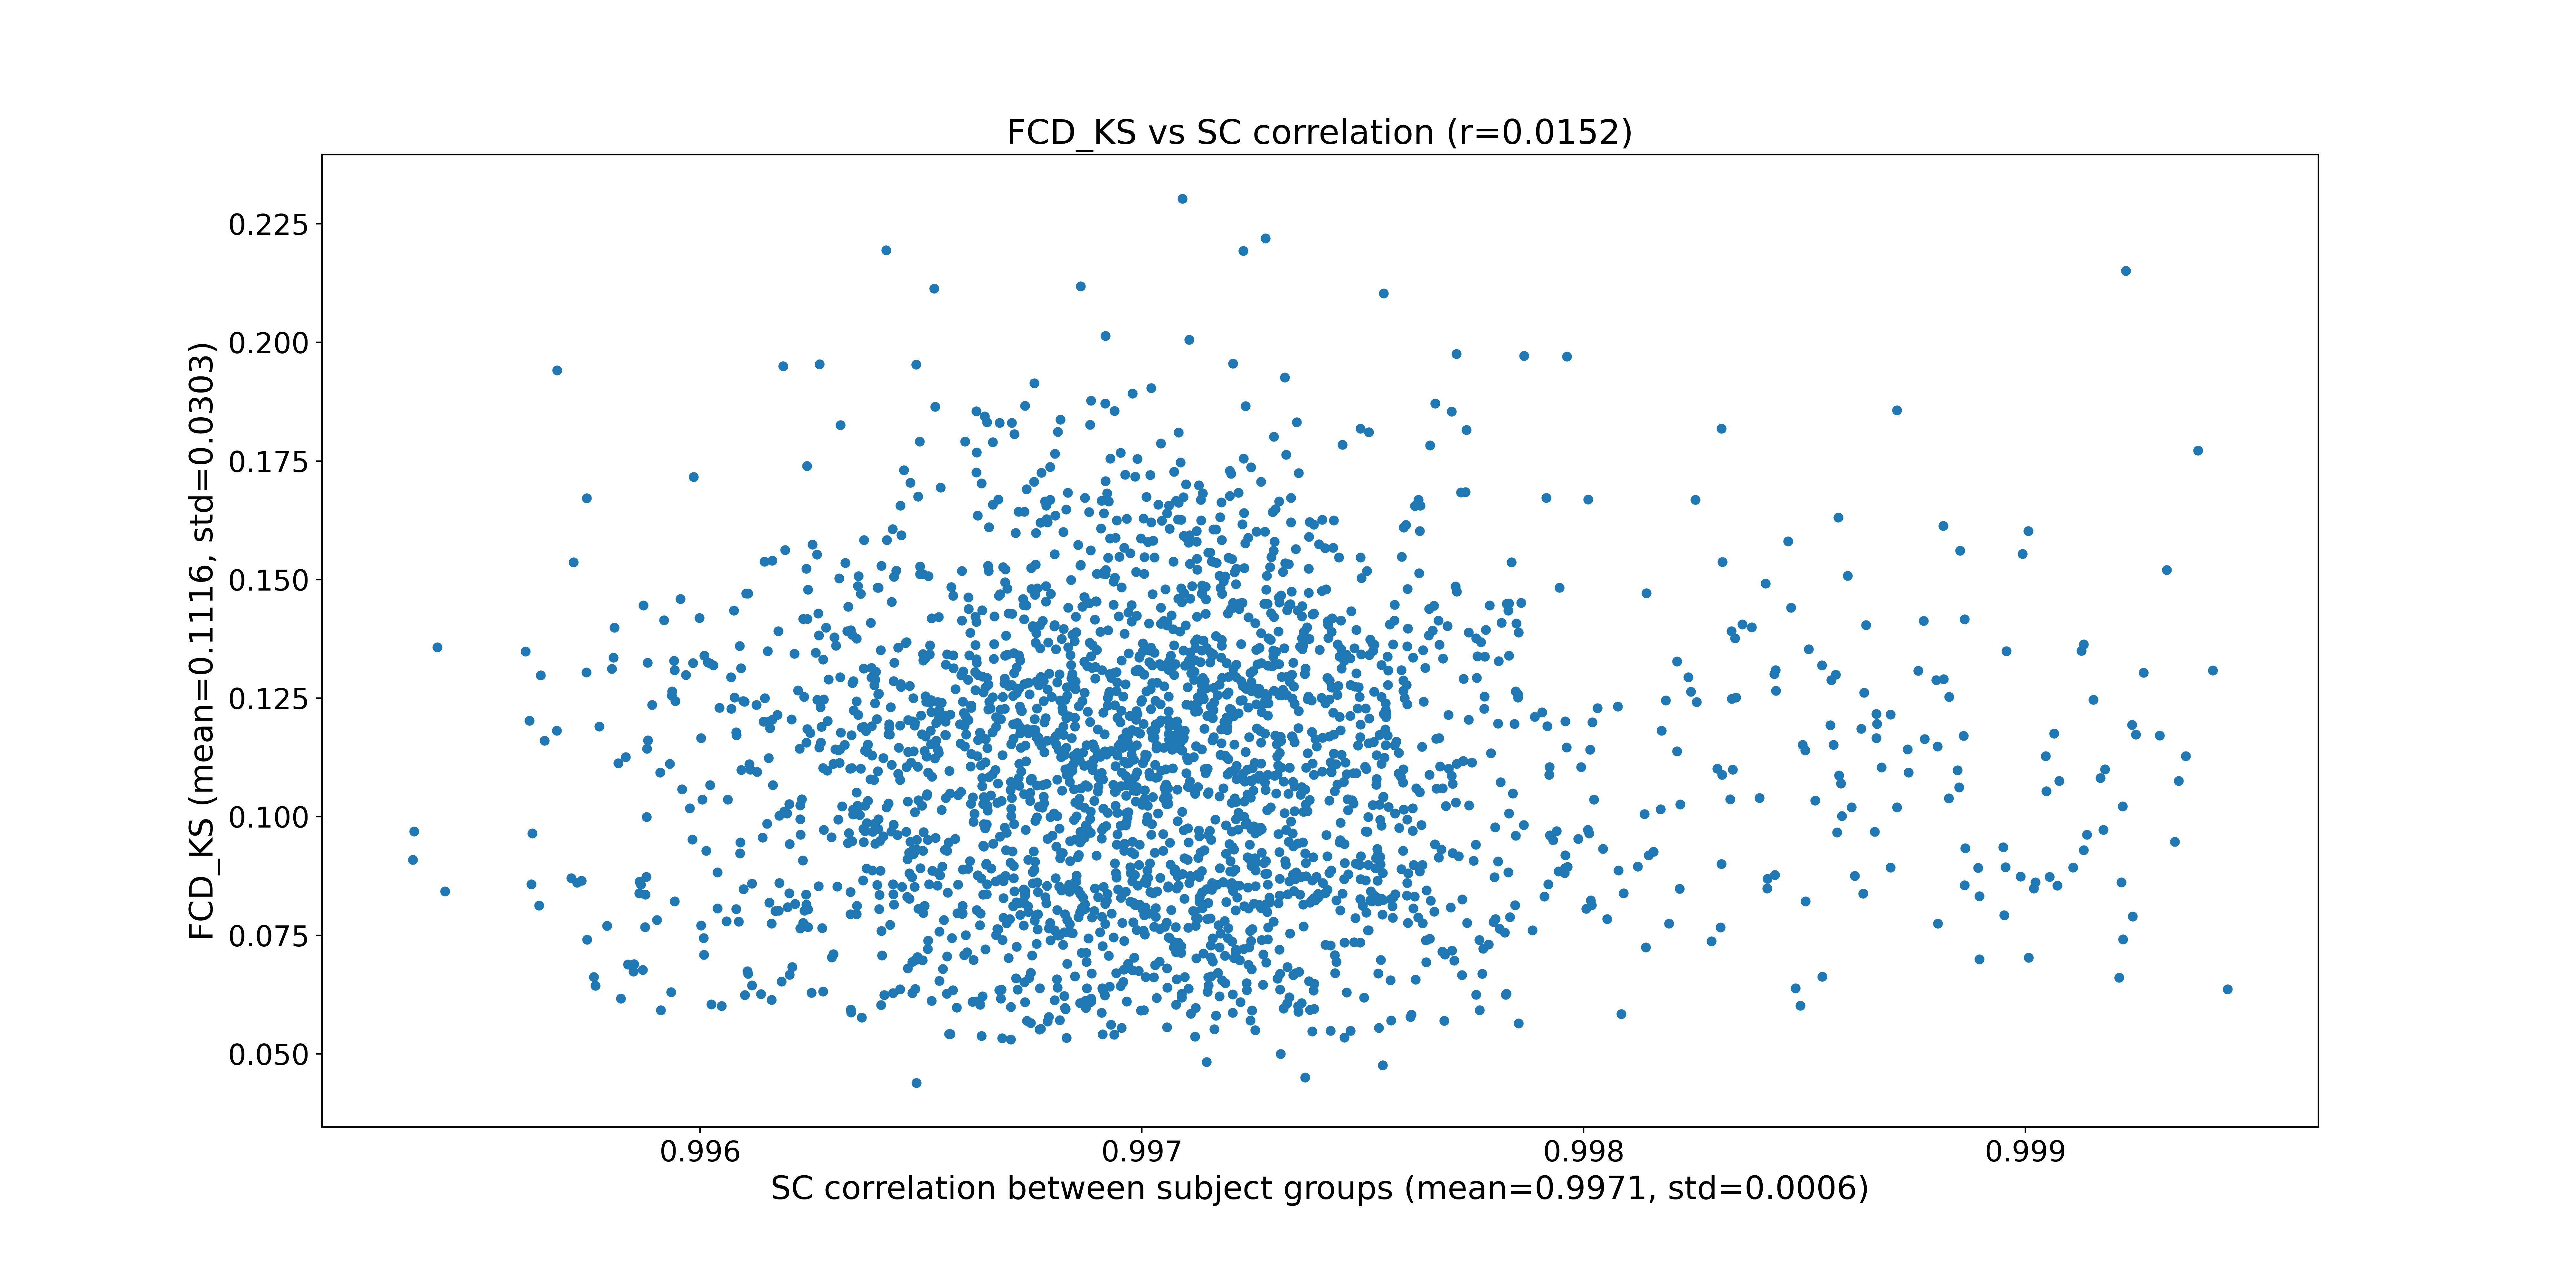 FCD_KS vs SC correlation (r=0.0152)
FCD_KS (mean=0.1116, std=0.0303)
0.225
0.200
0.175
0.150
0.125
0.100
0.075
0.050
0.996 0.997 0.998 0.999
SC correlation between subject groups (mean=0.9971, std=0.0006)